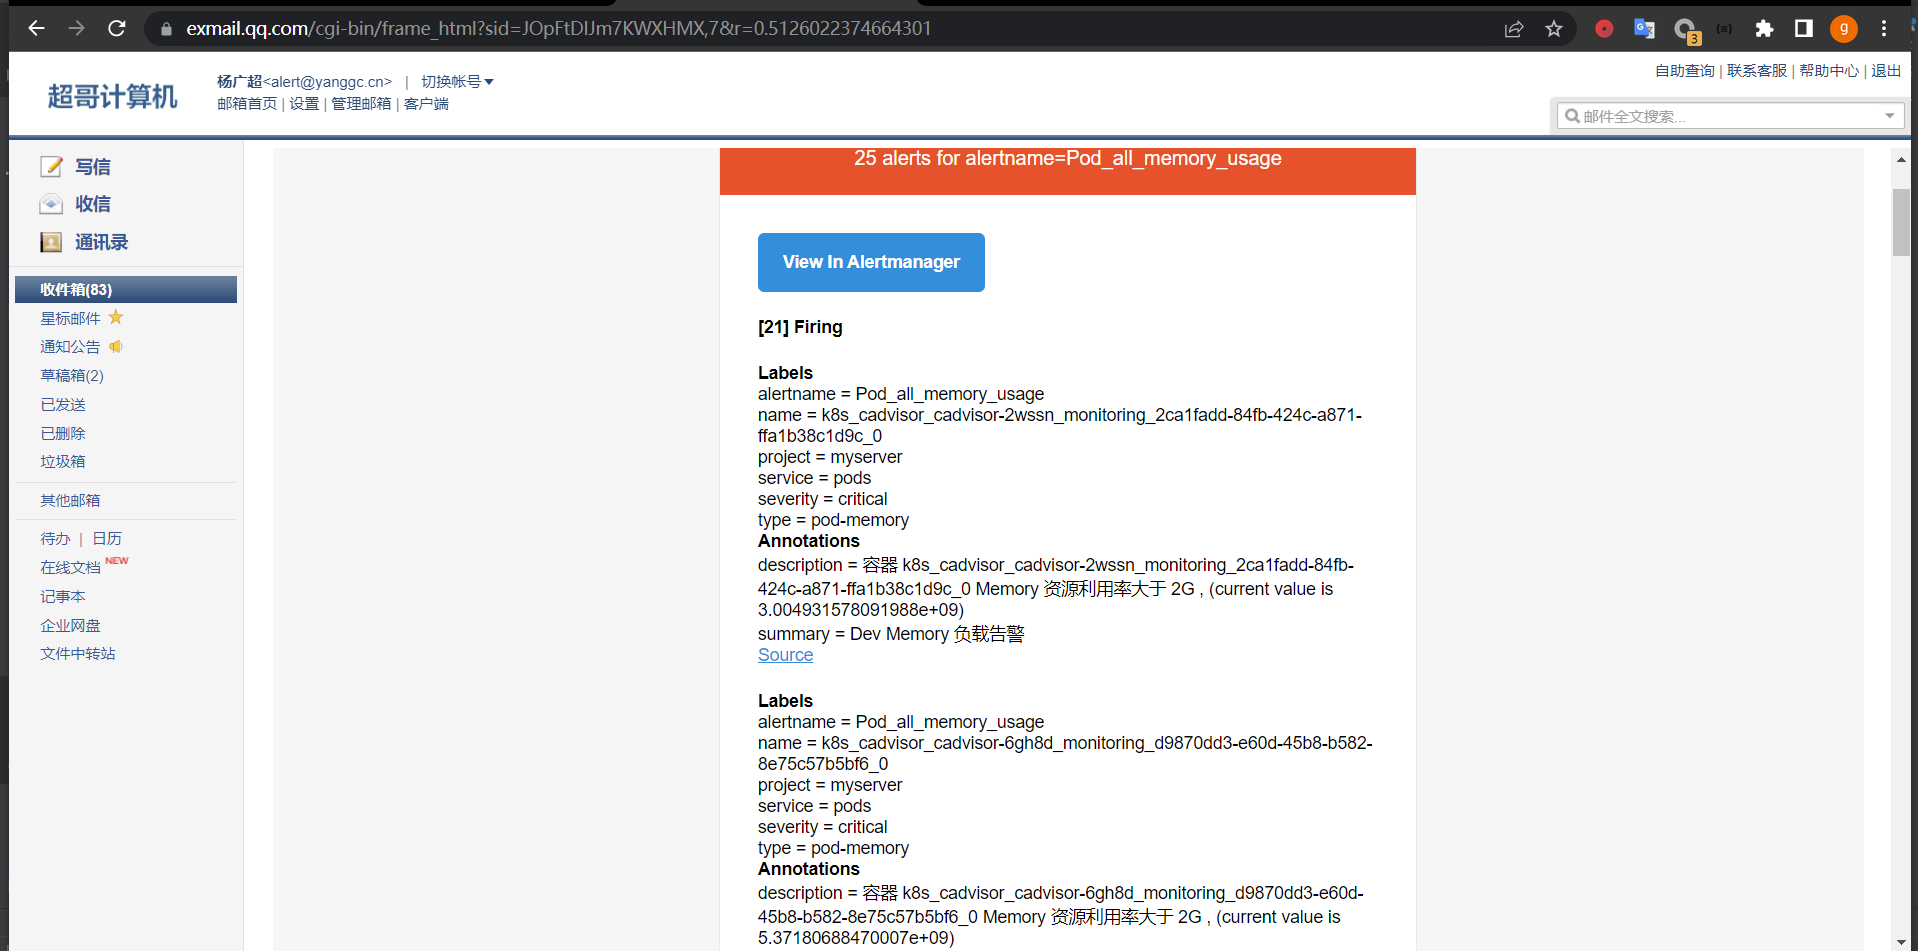 exmail.qq.com/cgi-bin/frame_html?sid=JOpFtDIJm7KWXHMX,7&r=0.5126022374664301
3
g
超哥计算机
杨广超<alert@yanggc.cn> | 切换帐号
邮箱首页 | 设置 | 管理邮箱 | 客户端
自助查询 | 联系客服 | 帮助中心 | 退出
邮件全文搜索...
写信
收信
通讯录
收件箱(83)
星标邮件
通知公告
草稿箱(2)
已发送
已删除
垃圾箱
其他邮箱
待办 | 日历
在线文档 NEW
记事本
企业网盘
文件中转站
25 alerts for alertname=Pod_all_memory_usage
View In Alertmanager
[21] Firing
Labels
alertname = Pod_all_memory_usage
name = k8s_cadvisor_cadvisor-2wssn_monitoring_2ca1fadd-84fb-424c-a871-
ffa1b38c1d9c_0
project = myserver
service = pods
severity = critical
type = pod-memory
Annotations
description = 容器 k8s_cadvisor_cadvisor-2wssn_monitoring_2ca1fadd-84fb-
424c-a871-ffa1b38c1d9c_0 Memory 资源利用率大于 2G , (current value is
3.004931578091988e+09)
summary = Dev Memory 负载告警
Source
Labels
alertname = Pod_all_memory_usage
name = k8s_cadvisor_cadvisor-6gh8d_monitoring_d9870dd3-e60d-45b8-b582-
8e75c57b5bf6_0
project = myserver
service = pods
severity = critical
type = pod-memory
Annotations
description = 容器 k8s_cadvisor_cadvisor-6gh8d_monitoring_d9870dd3-e60d-
45b8-b582-8e75c57b5bf6_0 Memory 资源利用率大于 2G , (current value is
5.37180688470007e+09)